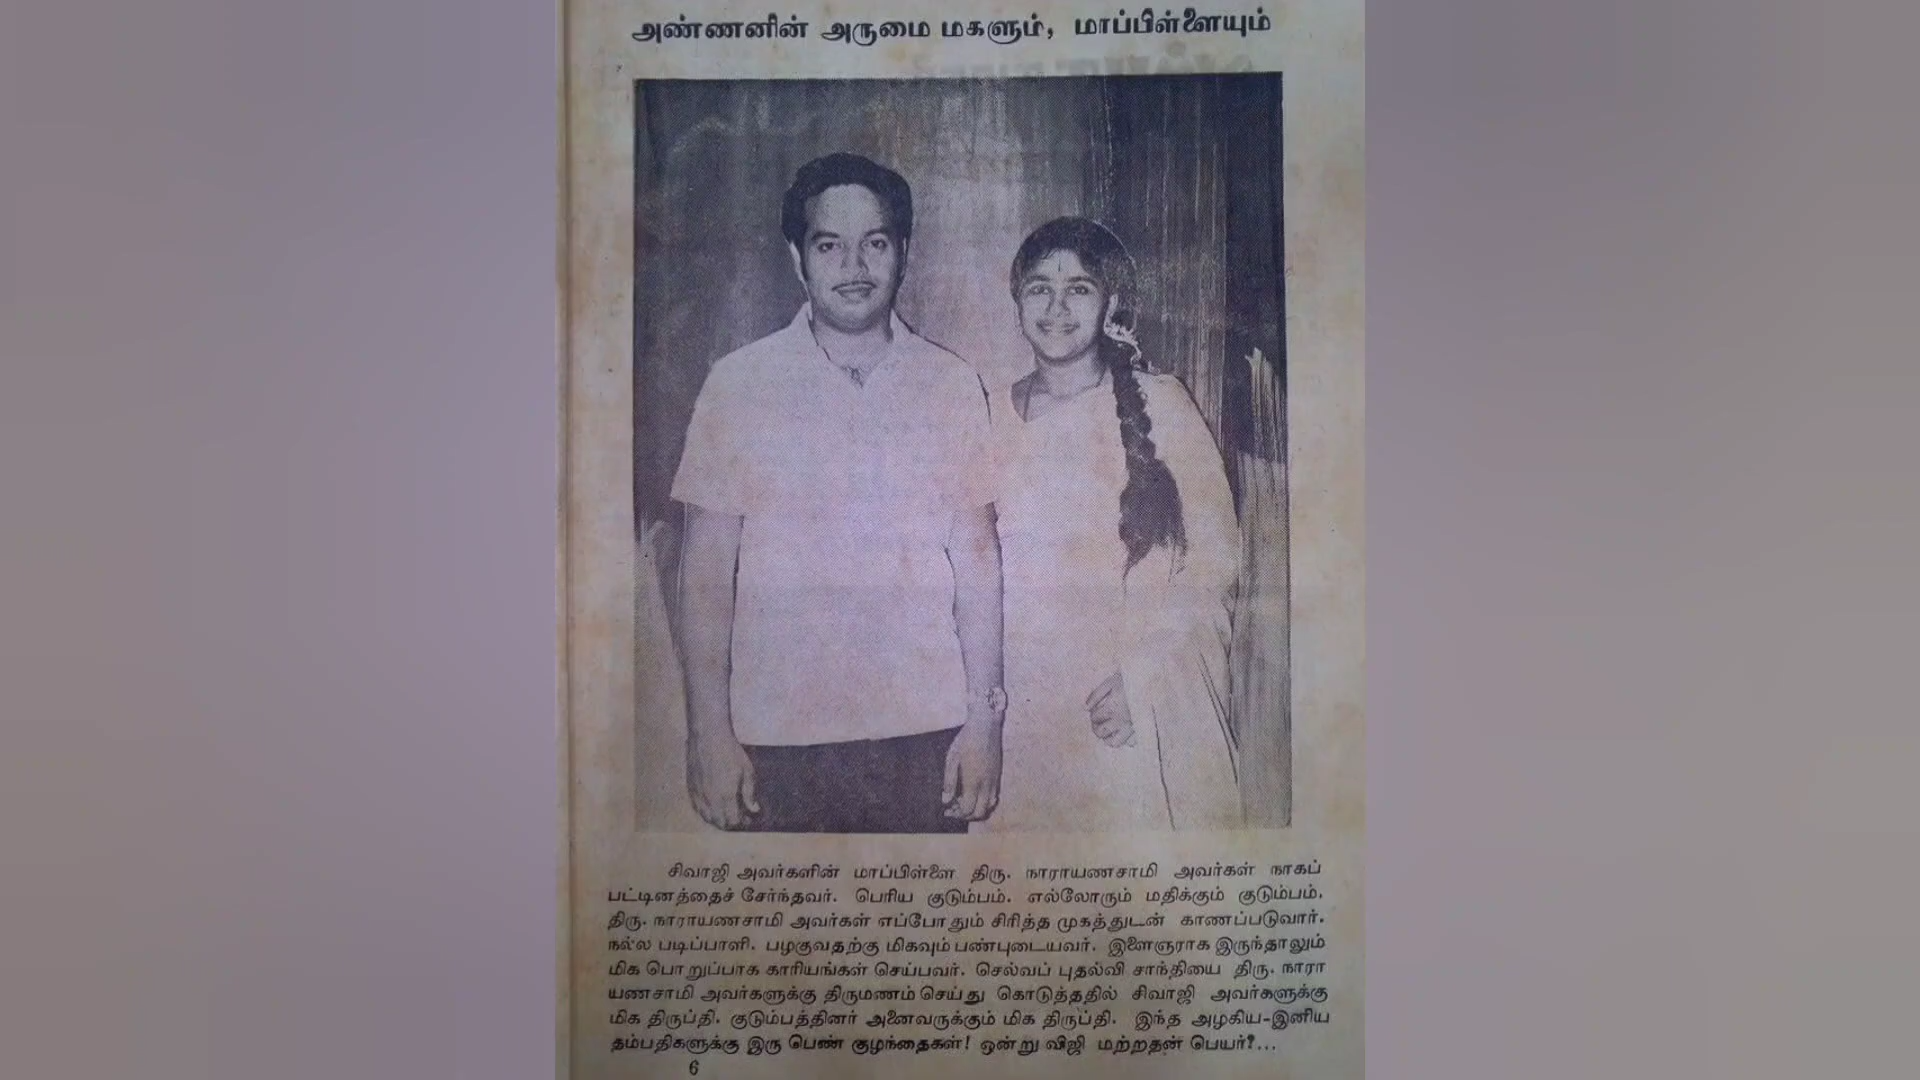 அண்ணனின் அருமை மகளும், மாப்பிள்ளையும்
சிவாஜி அவர்களின் மாப்பிள்ளை திரு. நாராயணசாமி அவர்கள் நாகப்
பட்டினத்தைச் சேர்ந்தவர். பெரிய குடும்பம். எல்லோரும் மதிக்கும் குடும்பம்.
திரு. நாராயணசாமி அவர்கள் எப்போதும் சிரித்த முகத்துடன் காணப்படுவார்.
நல்ல படிப்பாளி. பழகுவதற்கு மிகவும் பண்புடையவர். இளைஞராக இருந்தாலும்
மிக பொறுப்பாக காரியங்கள் செய்பவர். செல்வப் புதல்வி சாந்தியை திரு. நாரா
யணசாமி அவர்களுக்கு திருமணம் செய்து கொடுத்ததில் சிவாஜி அவர்களுக்கு
மிக திருப்தி. குடும்பத்தினர் அனைவருக்கும் மிக திருப்தி. இந்த அழகிய-இனிய
தம்பதிகளுக்கு இரு பெண் குழந்தைகள்! ஒன்று விஜி மற்றதன் பெயர்?...
6